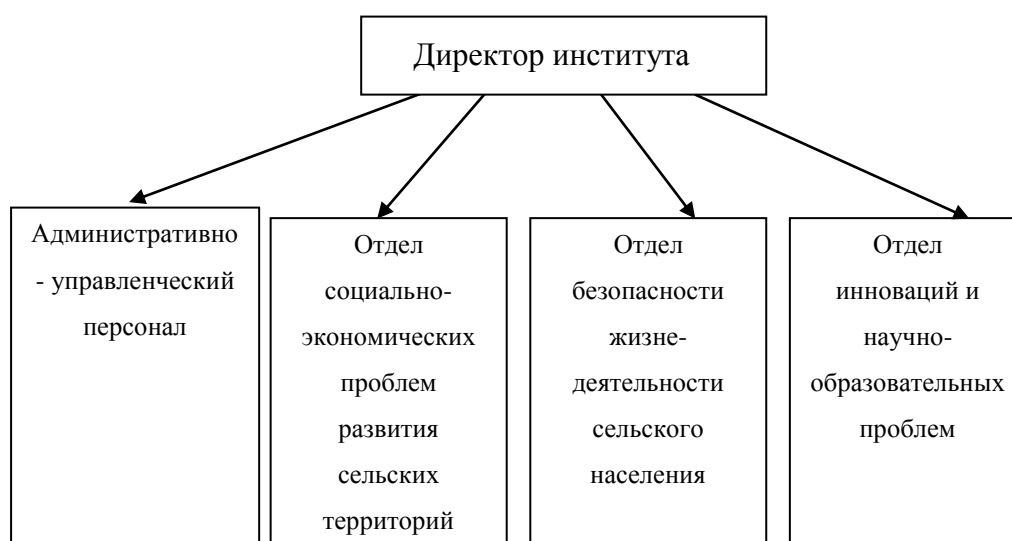 Директор института
Административно
- управленческий
персонал
Отдел
социально-
экономических
проблем
развития
сельских
территорий
Отдел
безопасности
жизне-
деятельности
сельского
населения
Отдел
инноваций и
научно-
образовательных
проблем